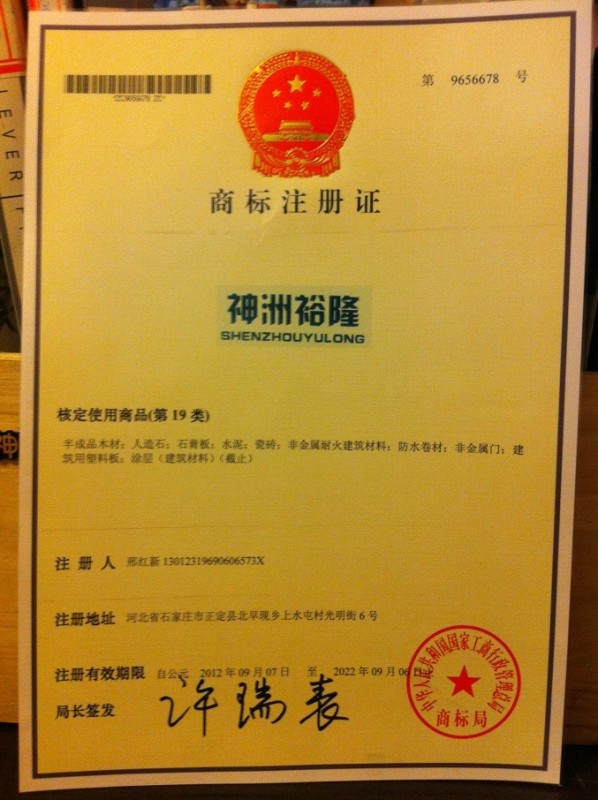 第 9656678 号
商标注册证
神洲裕隆
SHENZHOUYULONG
核定使用商品(第 19 类)
半成品木材；人造石；石膏板；水泥；瓷砖；非金属耐火建筑材料；防水卷材；非金属门；建
筑用塑料板；涂层（建筑材料）（截止）
注 册 人 邢红新 13012319690606573X
注册地址 河北省石家庄市正定县北早现乡上水屯村光明街 6 号
注册有效期限 自公元 2012 年 09 月 07 日 至 2022 年 09 月 06 日
局长签发 许瑞表
中华人民共和国国家工商行政管理总局
商标局
LEVER